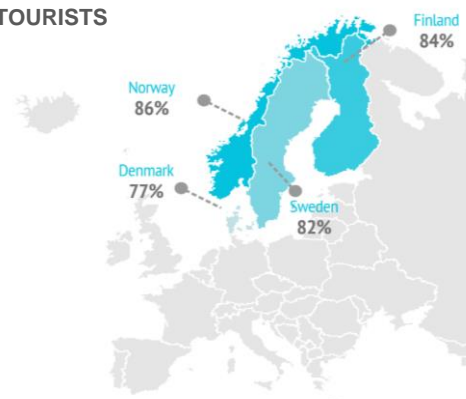 TOURISTS
Finland
84%
Norway
86%
Denmark
77%
Sweden
82%